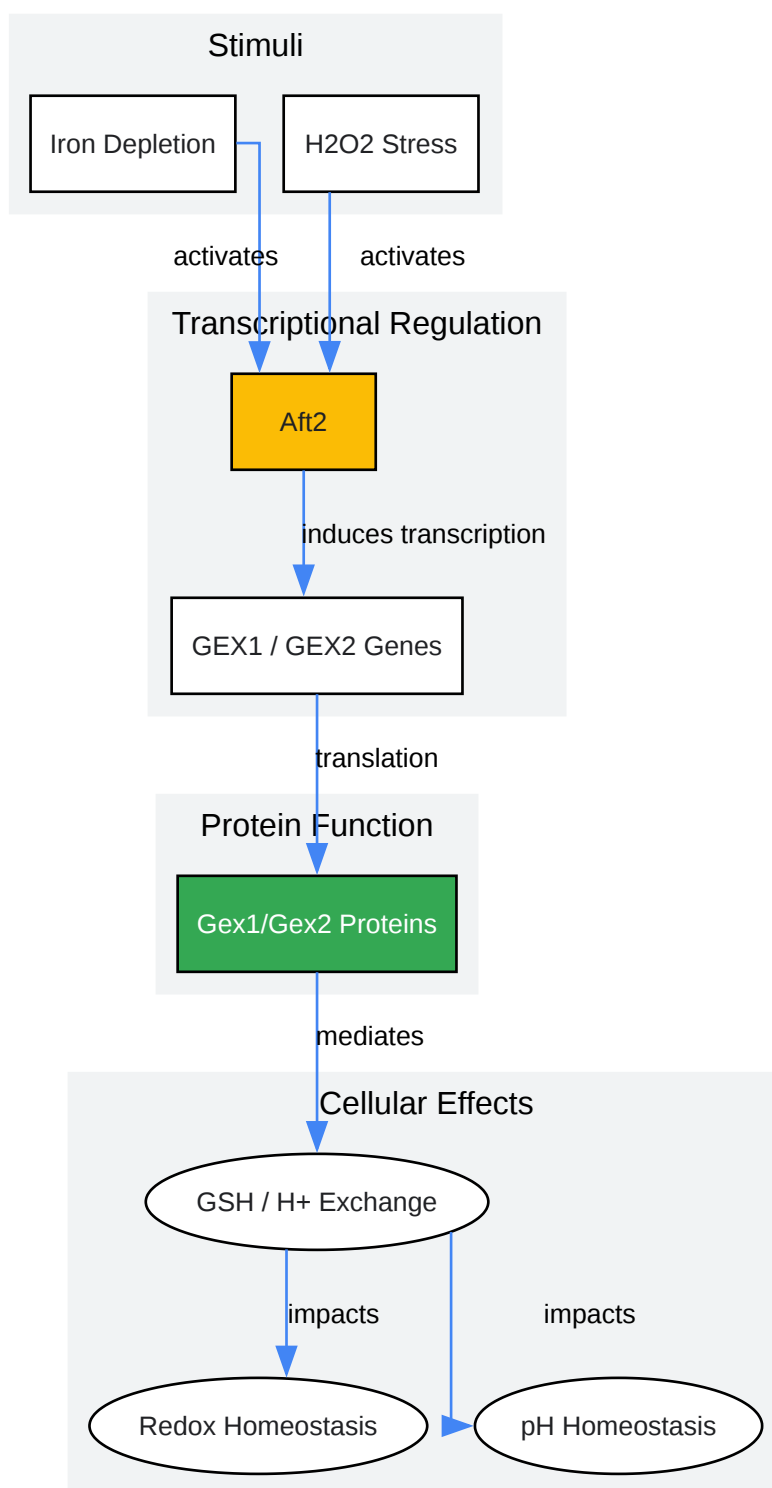 Stimuli
Iron Depletion
H2O2 Stress
activates
activates
Transcriptional Regulation
Aft2
induces transcription
GEX1 / GEX2 Genes
translation
Protein Function
Gex1/Gex2 Proteins
mediates
Cellular Effects
GSH / H+ Exchange
impacts
impacts
Redox Homeostasis
pH Homeostasis